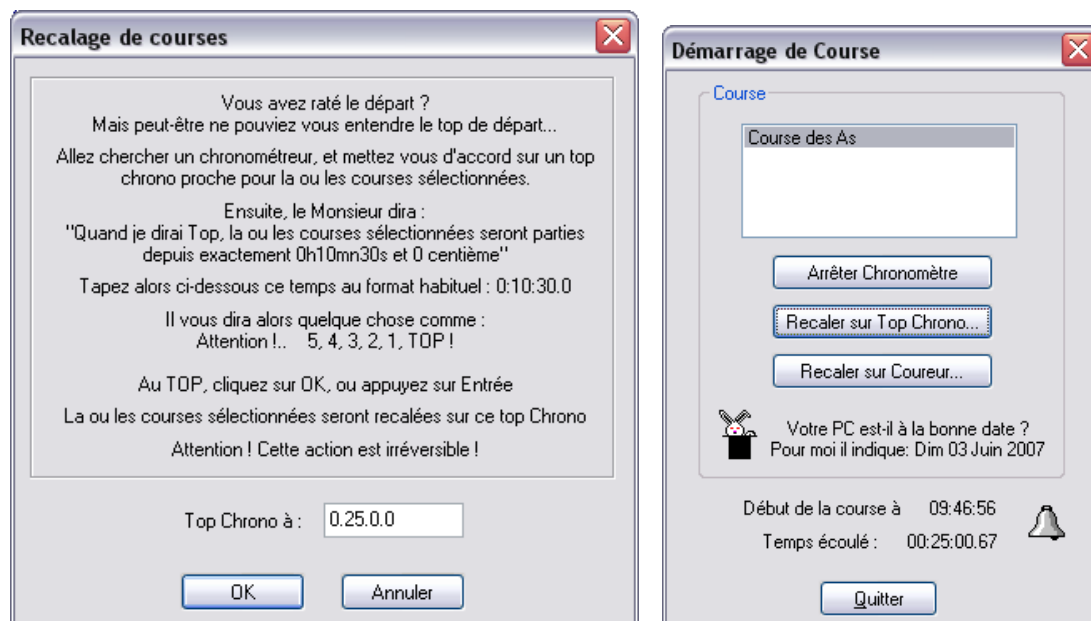 Recalage de courses
Vous avez raté le départ ?
Mais peut-être ne pouviez vous entendre le top de départ...
Allez chercher un chronométreur, et mettez vous d'accord sur un top
chrono proche pour la ou les courses sélectionnées.
Ensuite, le Monsieur dira :
"Quand je dirai Top, la ou les courses sélectionnées seront parties
depuis exactement 0h10mn30s et 0 centième"
Tapez alors ci-dessous ce temps au format habituel : 0:10:30.0
Il vous dira alors quelque chose comme :
Attention !.. 5, 4, 3, 2, 1, TOP !
Au TOP, cliquez sur OK, ou appuyez sur Entrée
La ou les courses sélectionnées seront recalées sur ce top Chrono
Attention ! Cette action est irréversible !
Top Chrono à : 0.25.0.0
OK Annuler
Démarrage de Course
Course
Course des As
Arrêter Chronomètre
Recaler sur Top Chrono...
Recaler sur Coureur...
Votre PC est-il à la bonne date ?
Pour moi il indique: Dim 03 Juin 2007
Début de la course à 09:46:56
Temps écoulé : 00:25:00.67
Quitter